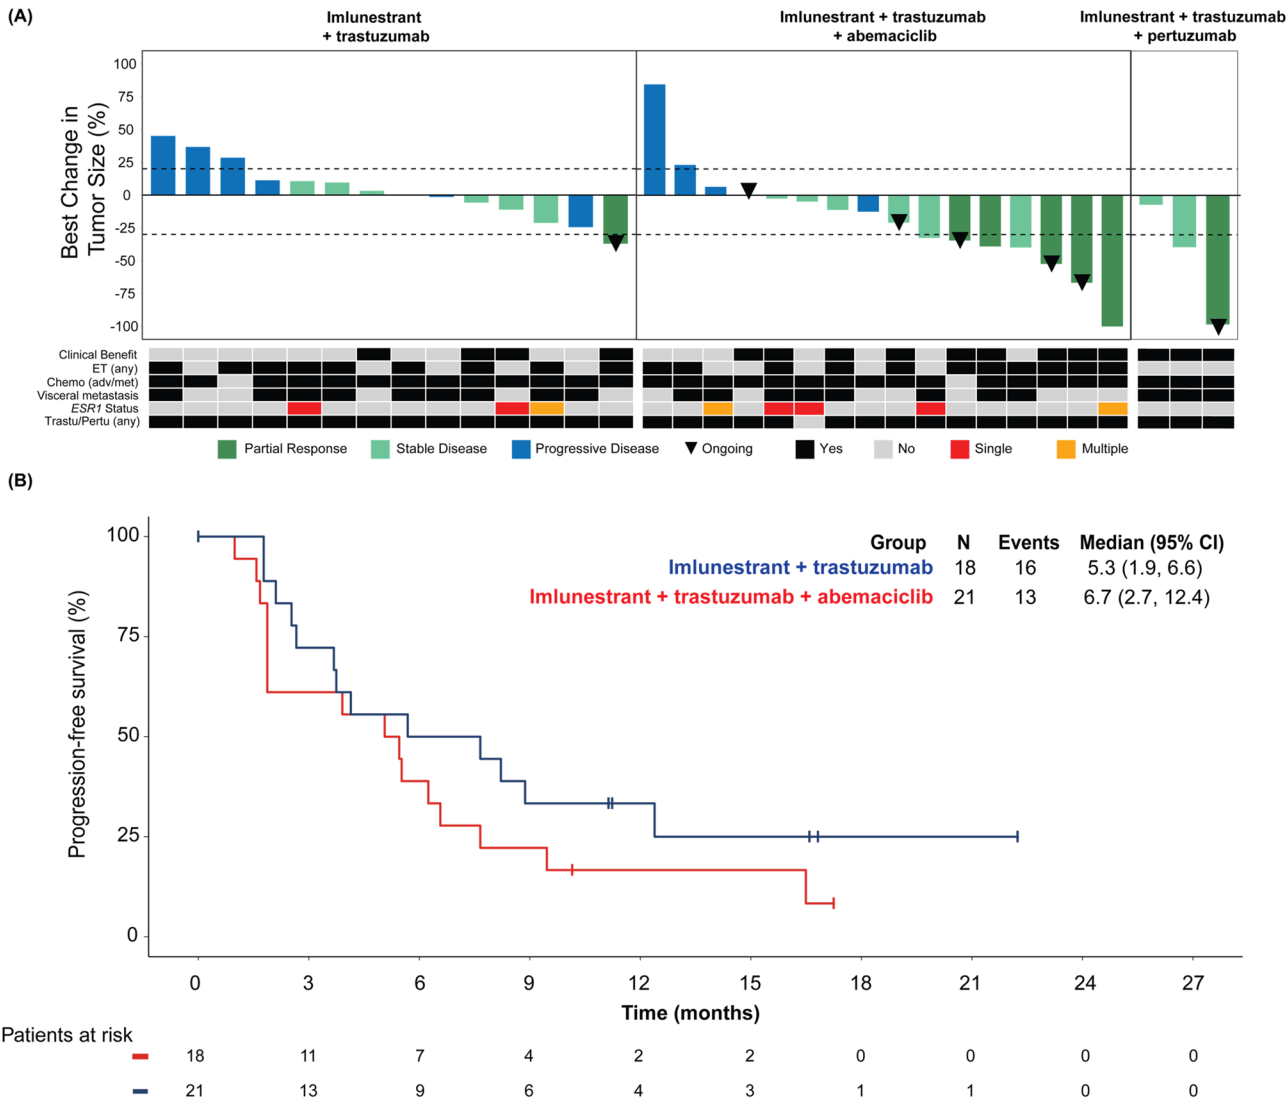 (A)
Imlunestrant
+ trastuzumab
Imlunestrant + trastuzumab
+ abemaciclib
Imlunestrant + trastuzumab
+ pertuzumab
Best Change in
Tumor Size (%)
100
75
50
25
0
-25
-50
-75
-100
Clinical Benefit
ET (any)
Chemo (adv/met)
Visceral metastasis
ESR1 Status
Trastu/Pertu (any)
Partial Response Stable Disease Progressive Disease Ongoing Yes No Single Multiple
(B)
Progression-free survival (%)
100
75
50
25
0
Group N Events Median (95% CI)
Imlunestrant + trastuzumab 18 16 5.3 (1.9, 6.6)
Imlunestrant + trastuzumab + abemaciclib 21 13 6.7 (2.7, 12.4)
0 3 6 9 12 15 18 21 24 27
Time (months)
Patients at risk
18 11 7 4 2 2 0 0 0 0
21 13 9 6 4 3 1 1 0 0